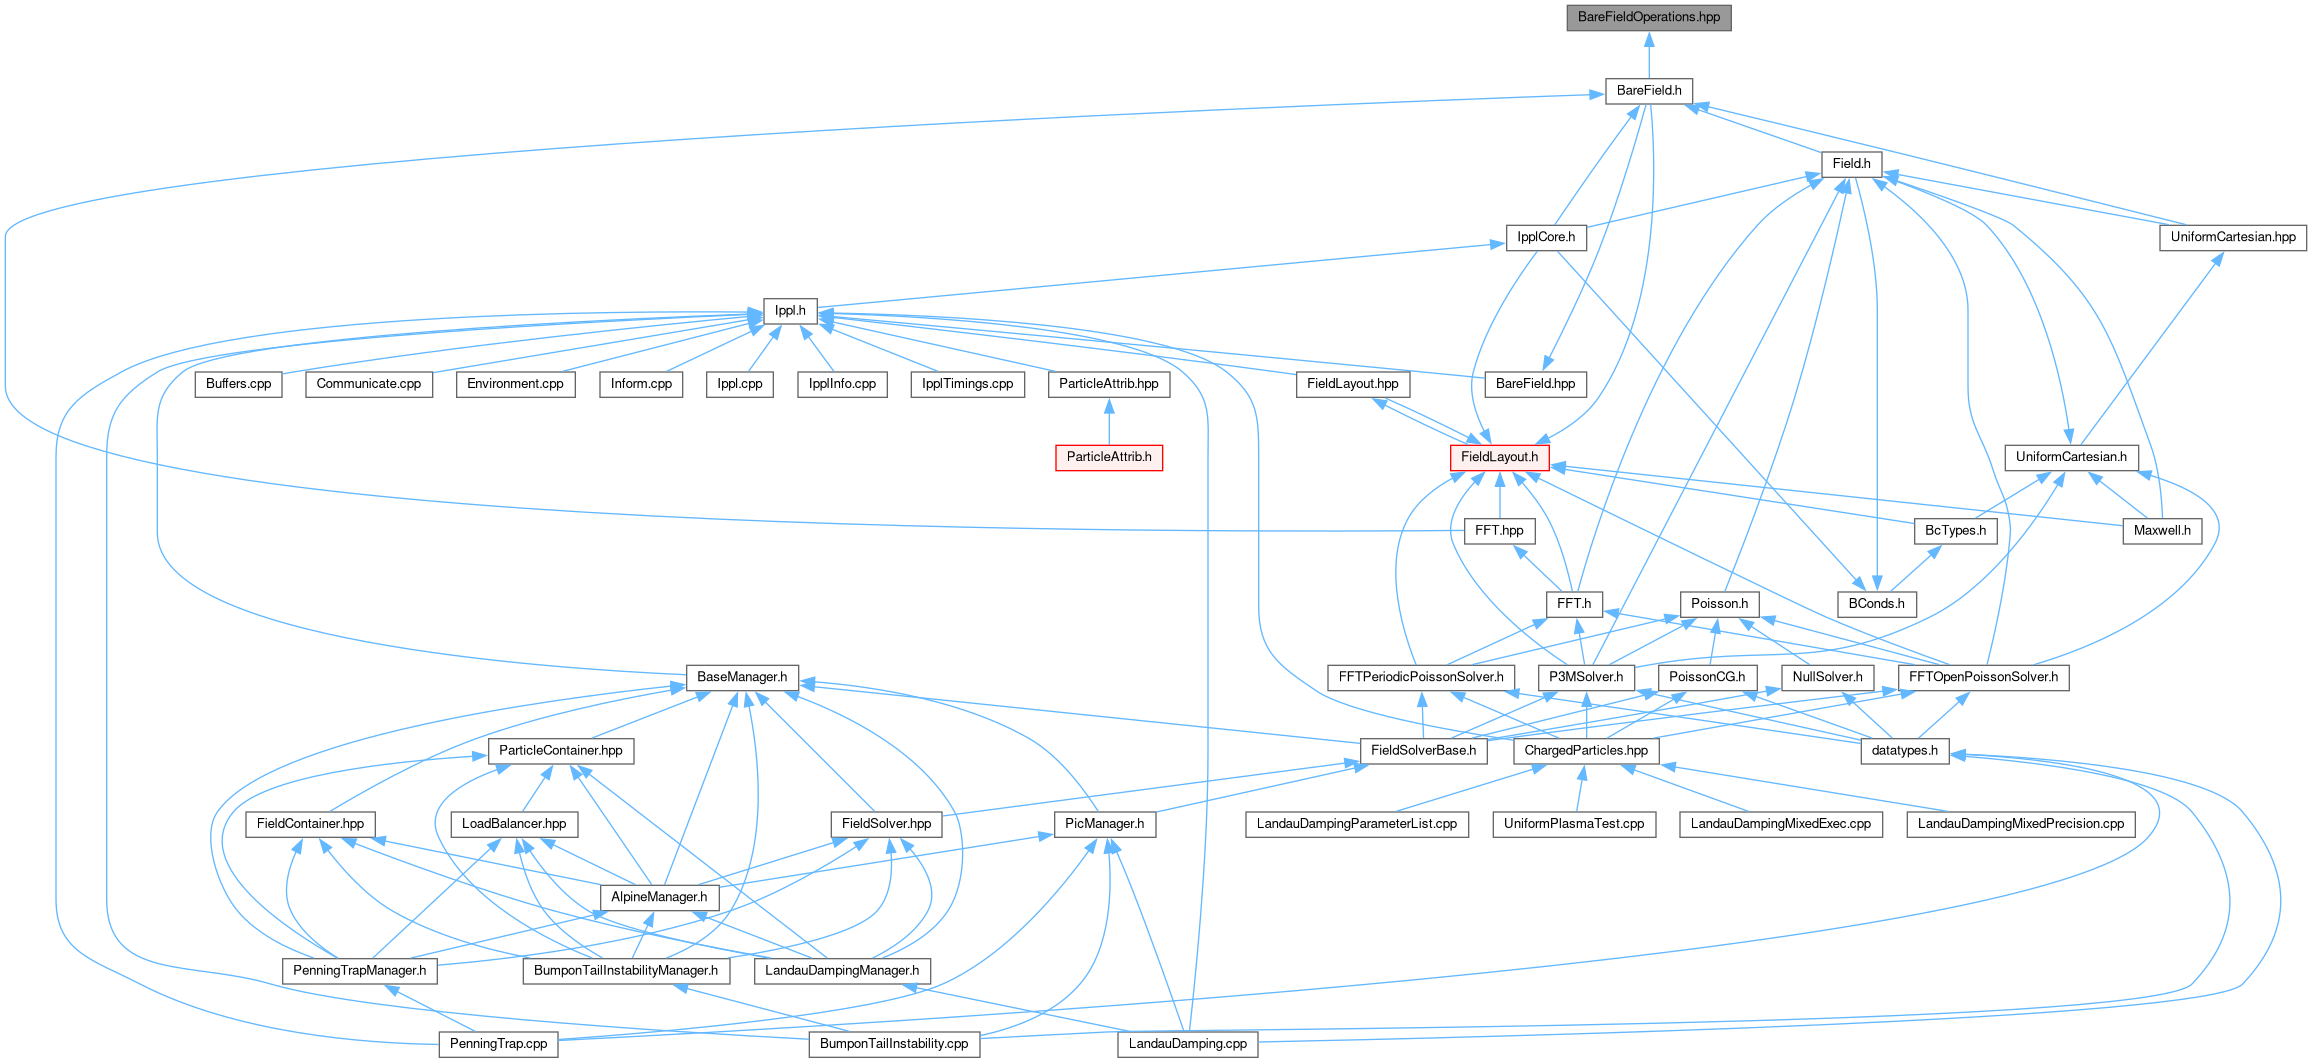 BareFieldOperations.hpp
BareField.h
Field.h
IpplCore.h
UniformCartesian.hpp
Ippl.h
Buffers.cpp
Communicate.cpp
Environment.cpp
Inform.cpp
Ippl.cpp
IpplInfo.cpp
IpplTimings.cpp
ParticleAttrib.hpp
FieldLayout.hpp
BareField.hpp
ParticleAttrib.h
FieldLayout.h
UniformCartesian.h
FFT.hpp
BcTypes.h
Maxwell.h
FFT.h
Poisson.h
BConds.h
BaseManager.h
FFTPeriodicPoissonSolver.h
P3MSolver.h
PoissonCG.h
NullSolver.h
FFTOpenPoissonSolver.h
ParticleContainer.hpp
FieldSolverBase.h
ChargedParticles.hpp
datatypes.h
FieldContainer.hpp
LoadBalancer.hpp
FieldSolver.hpp
PicManager.h
LandauDampingParameterList.cpp
UniformPlasmaTest.cpp
LandauDampingMixedExec.cpp
LandauDampingMixedPrecision.cpp
AlpineManager.h
PenningTrapManager.h
BumponTailInstabilityManager.h
LandauDampingManager.h
PenningTrap.cpp
BumponTailInstability.cpp
LandauDamping.cpp